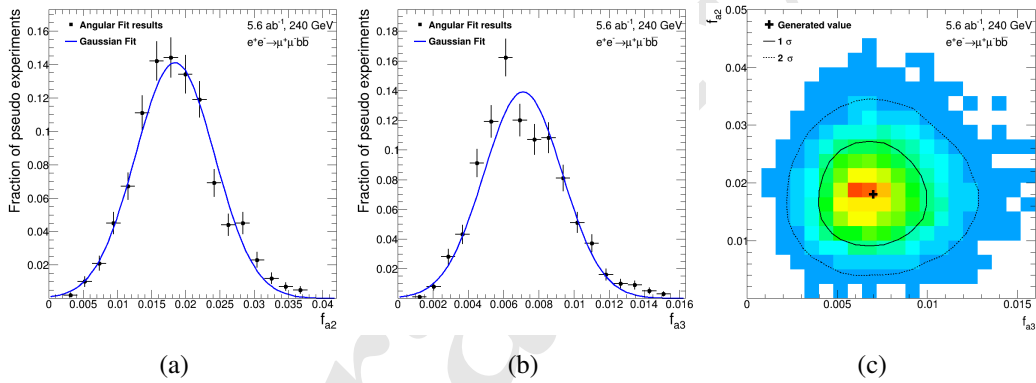 Angular Fit results
Gaussian Fit
5.6 ab⁻¹, 240 GeV
e⁺e⁻→μ⁺μ⁻bb̅
Fraction of pseudo experiments
0.16
0.14
0.12
0.1
0.08
0.06
0.04
0.02
0 0.005 0.01 0.015 0.02 0.025 0.03 0.035 0.04
f_a2
(a)
Angular Fit results
Gaussian Fit
5.6 ab⁻¹, 240 GeV
e⁺e⁻→μ⁺μ⁻bb̅
Fraction of pseudo experiments
0.18
0.16
0.14
0.12
0.1
0.08
0.06
0.04
0.02
0 0.002 0.004 0.006 0.008 0.01 0.012 0.014 0.016
f_a3
(b)
f_a2
Generated value
1 σ
2 σ
5.6 ab⁻¹, 240 GeV
e⁺e⁻→μ⁺μ⁻bb̅
0.05
0.04
0.03
0.02
0.01
0.000 0.005 0.010 0.015
f_a3
(c)